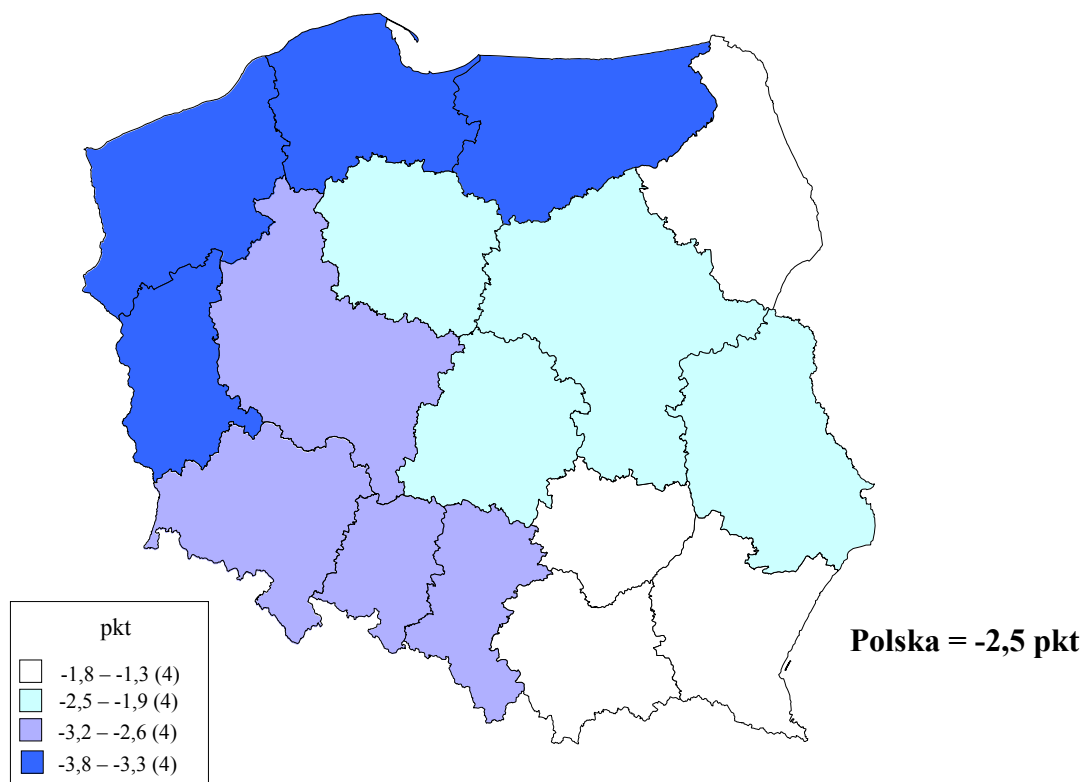 pkt
-1,8 – -1,3 (4)
-2,5 – -1,9 (4)
-3,2 – -2,6 (4)
-3,8 – -3,3 (4)
Polska = -2,5 pkt